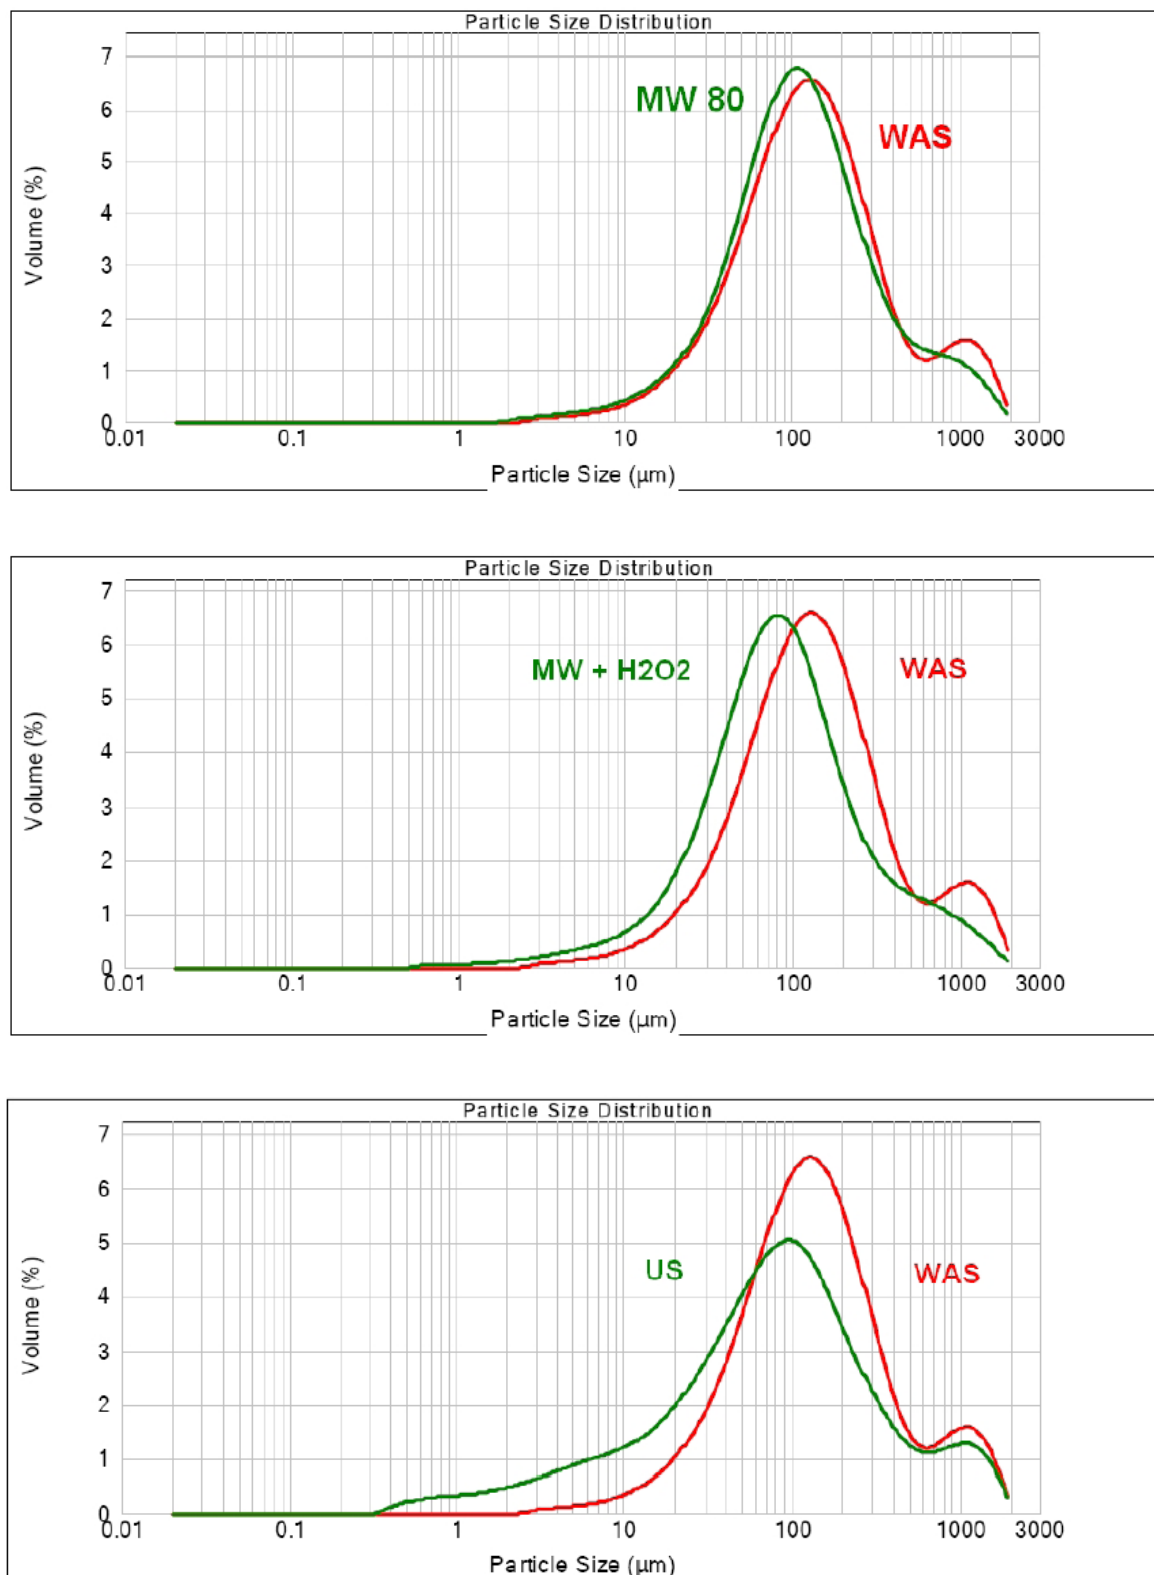 Particle Size Distribution
7
6
5
4
3
2
1
0
Volume (%)
MW 80
WAS
0.01 0.1 1 10 100 1000 3000
Particle Size (µm)
Particle Size Distribution
7
6
5
4
3
2
1
0
Volume (%)
MW + H2O2
WAS
0.01 0.1 1 10 100 1000 3000
Particle Size (µm)
Particle Size Distribution
7
6
5
4
3
2
1
0
Volume (%)
US
WAS
0.01 0.1 1 10 100 1000 3000
Particle Size (µm)